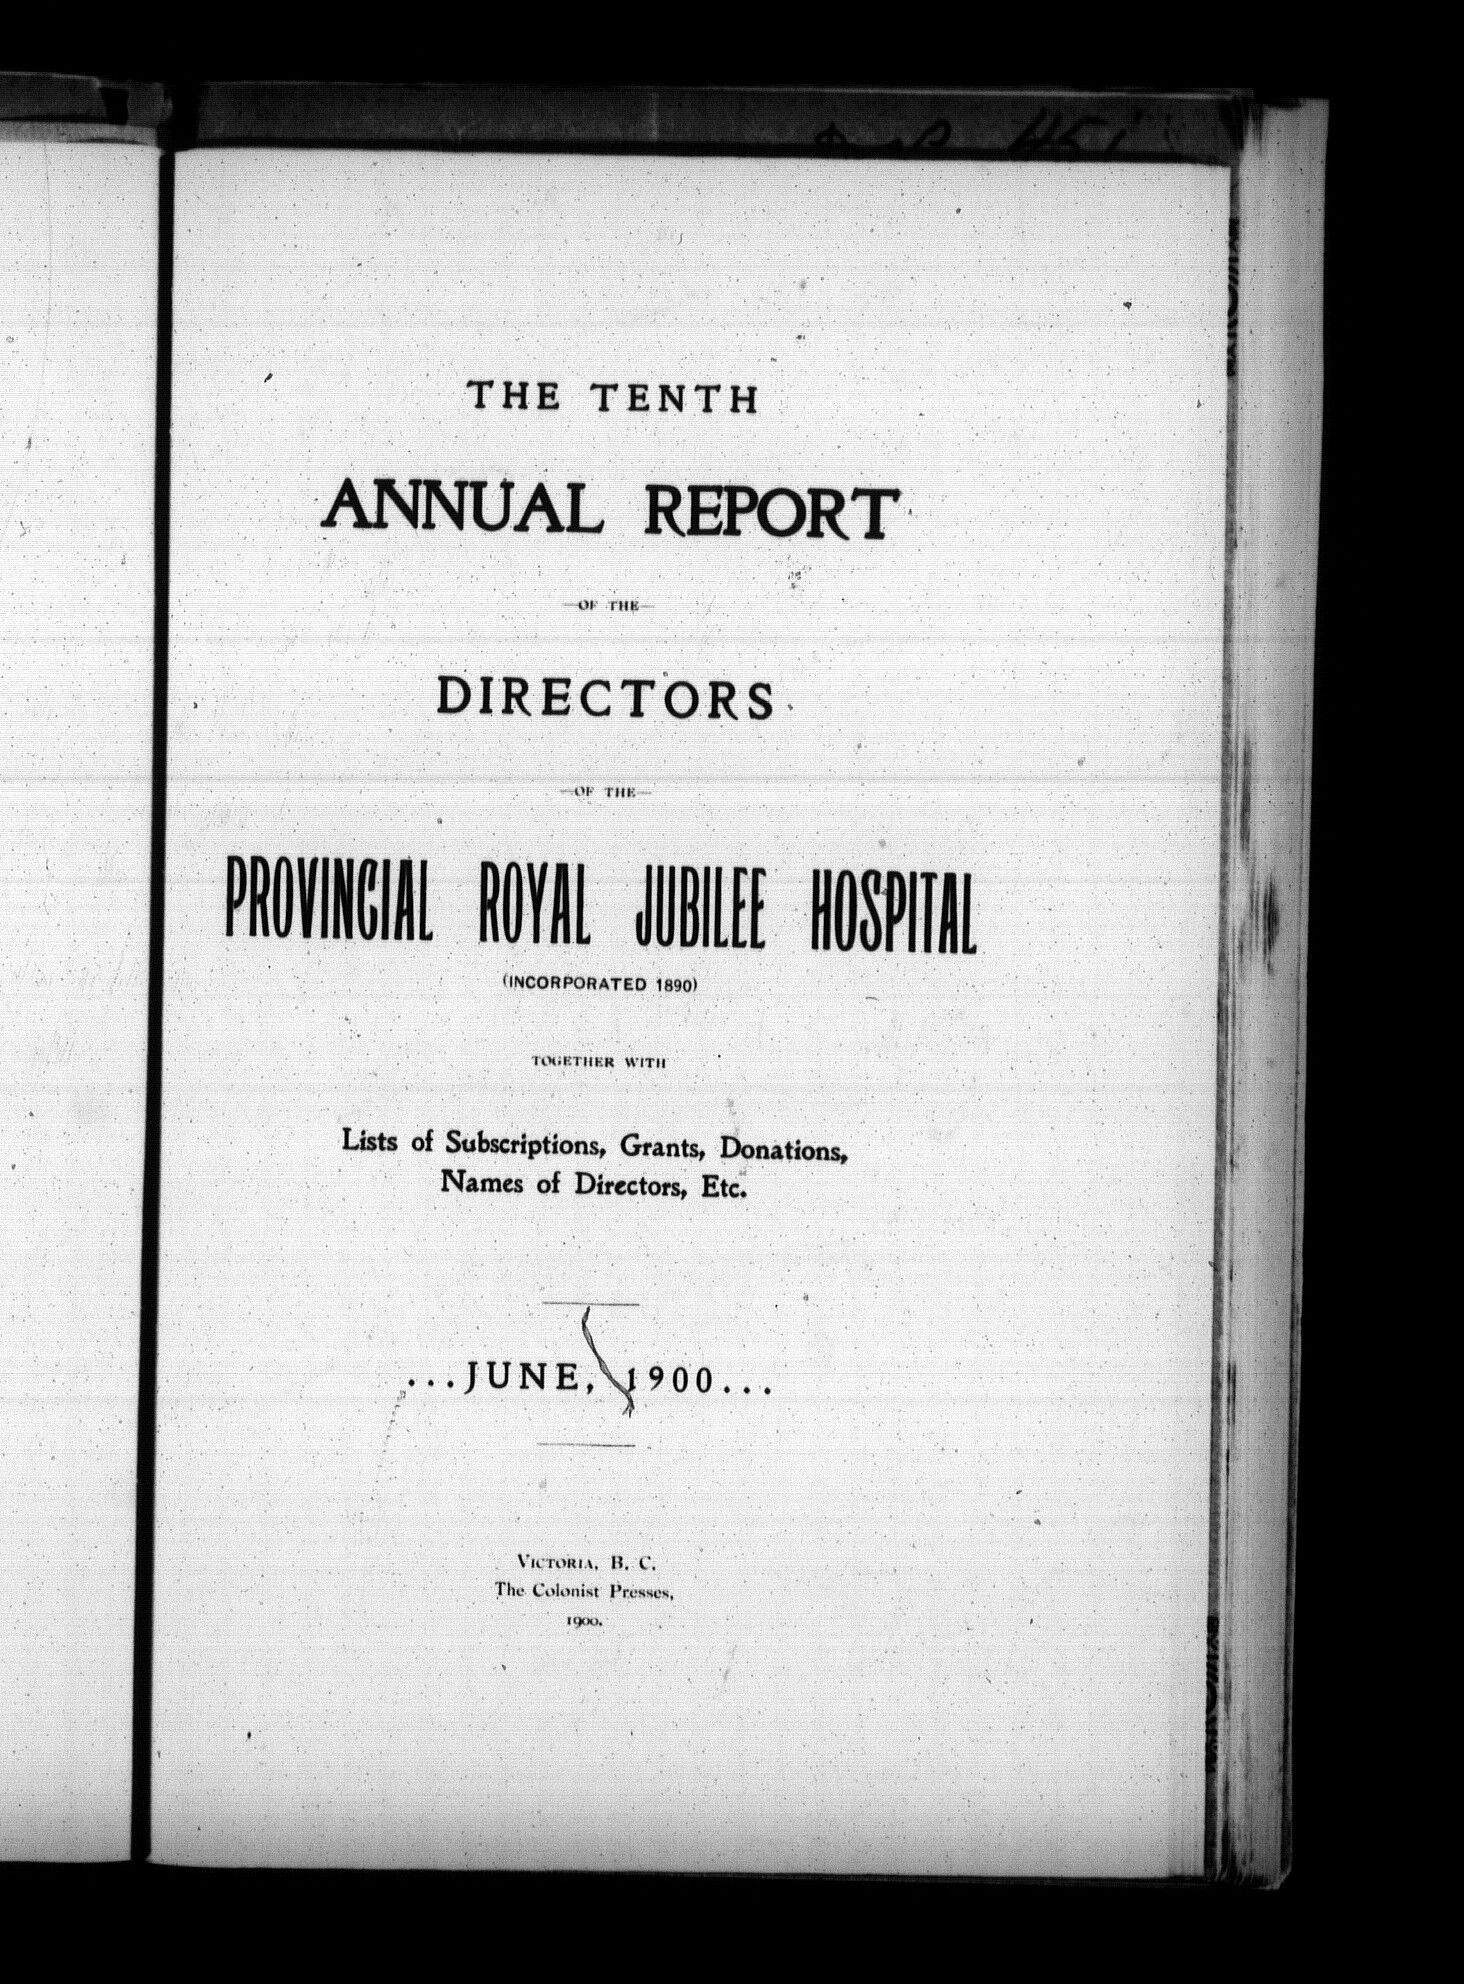 THE TENTH
ANNUAL REPORT
—OF THE—
DIRECTORS
—OF THE—
PROVINCIAL ROYAL JUBILEE HOSPITAL
(INCORPORATED 1890)
TOGETHER WITH
Lists of Subscriptions, Grants, Donations,
Names of Directors, Etc.
...JUNE, 1900...
VICTORIA, B. C.
The Colonist Presses,
1900.